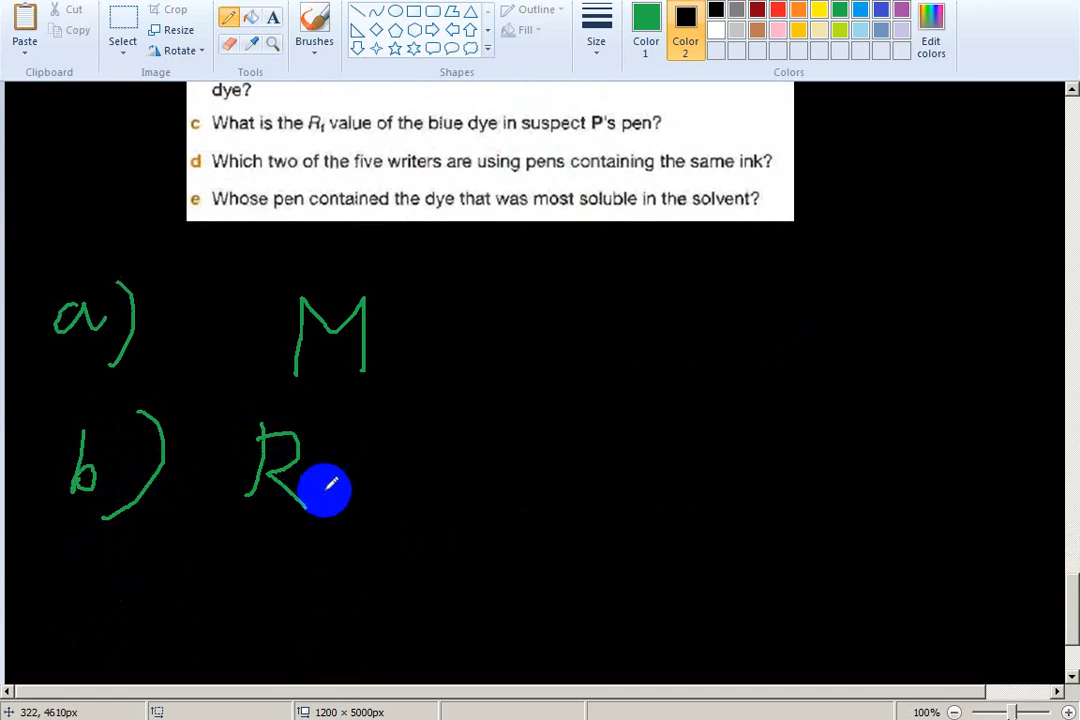 Paste
Cut
Copy
Clipboard
Select
Crop
Resize
Rotate
Image
A
Tools
Brushes
Shapes
Outline
Fill
Size
Color 1
Color 2
Edit colors
Colors
dye?
c What is the Rf value of the blue dye in suspect P's pen?
d Which two of the five writers are using pens containing the same ink?
e Whose pen contained the dye that was most soluble in the solvent?
a) M
b) R
322, 4610px
1200 × 5000px
100%